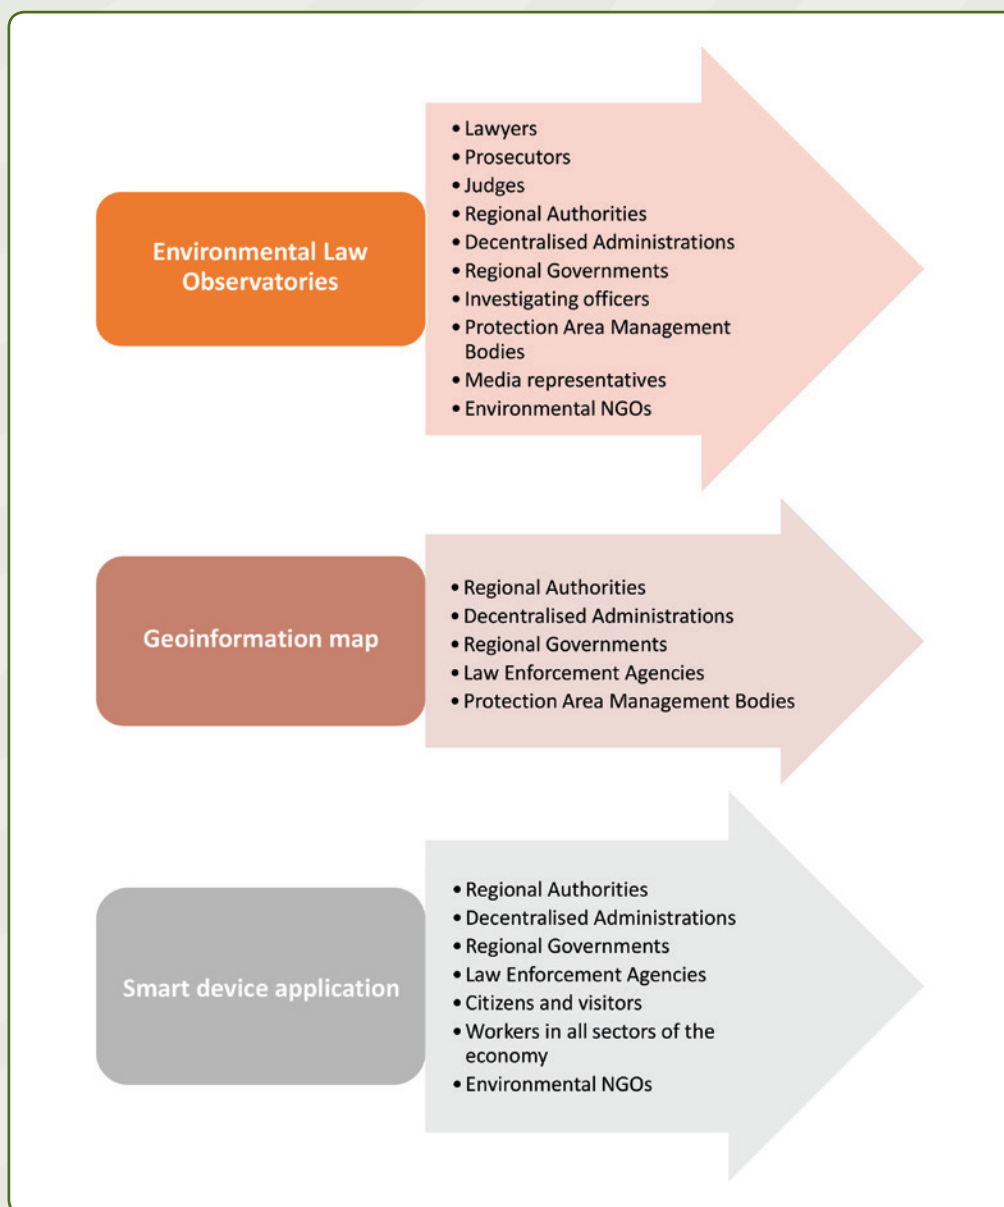 Environmental Law
Observatories
• Lawyers
• Prosecutors
• Judges
• Regional Authorities
• Decentralised Administrations
• Regional Governments
• Investigating officers
• Protection Area Management
Bodies
• Media representatives
• Environmental NGOs
Geoinformation map
• Regional Authorities
• Decentralised Administrations
• Regional Governments
• Law Enforcement Agencies
• Protection Area Management Bodies
Smart device application
• Regional Authorities
• Decentralised Administrations
• Regional Governments
• Law Enforcement Agencies
• Citizens and visitors
• Workers in all sectors of the
economy
• Environmental NGOs